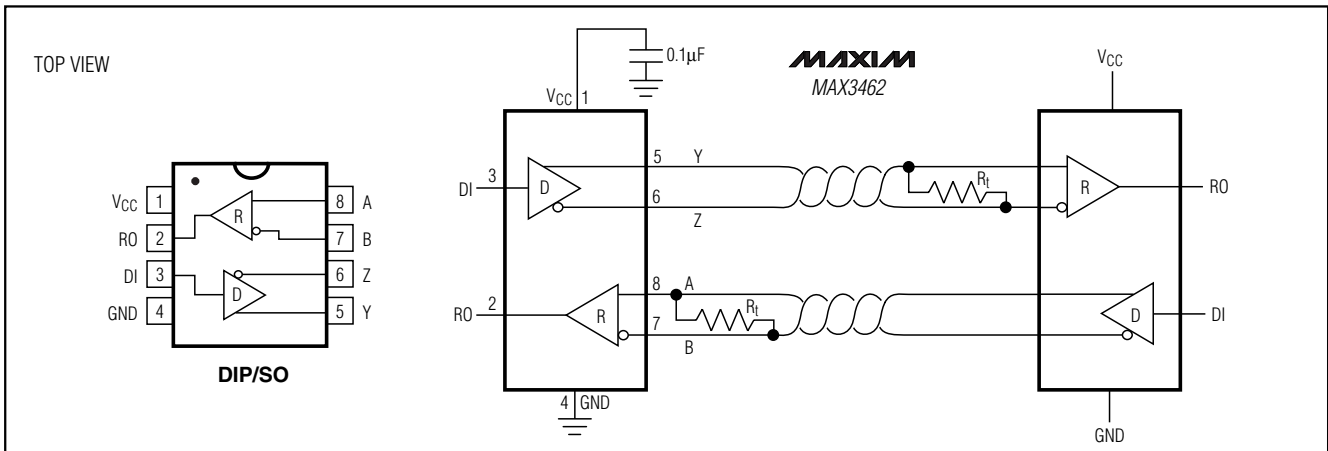 TOP VIEW
VCC 1
RO 2
DI 3
GND 4
8 A
7 B
6 Z
5 Y
R
D
DIP/SO
0.1µF
MAXIM
MAX3462
VCC 1
DI 3
D
5 Y
6
Z
Rt
R
RO
VCC
RO 2
R
8 A
7
B
Rt
D
DI
4 GND
GND